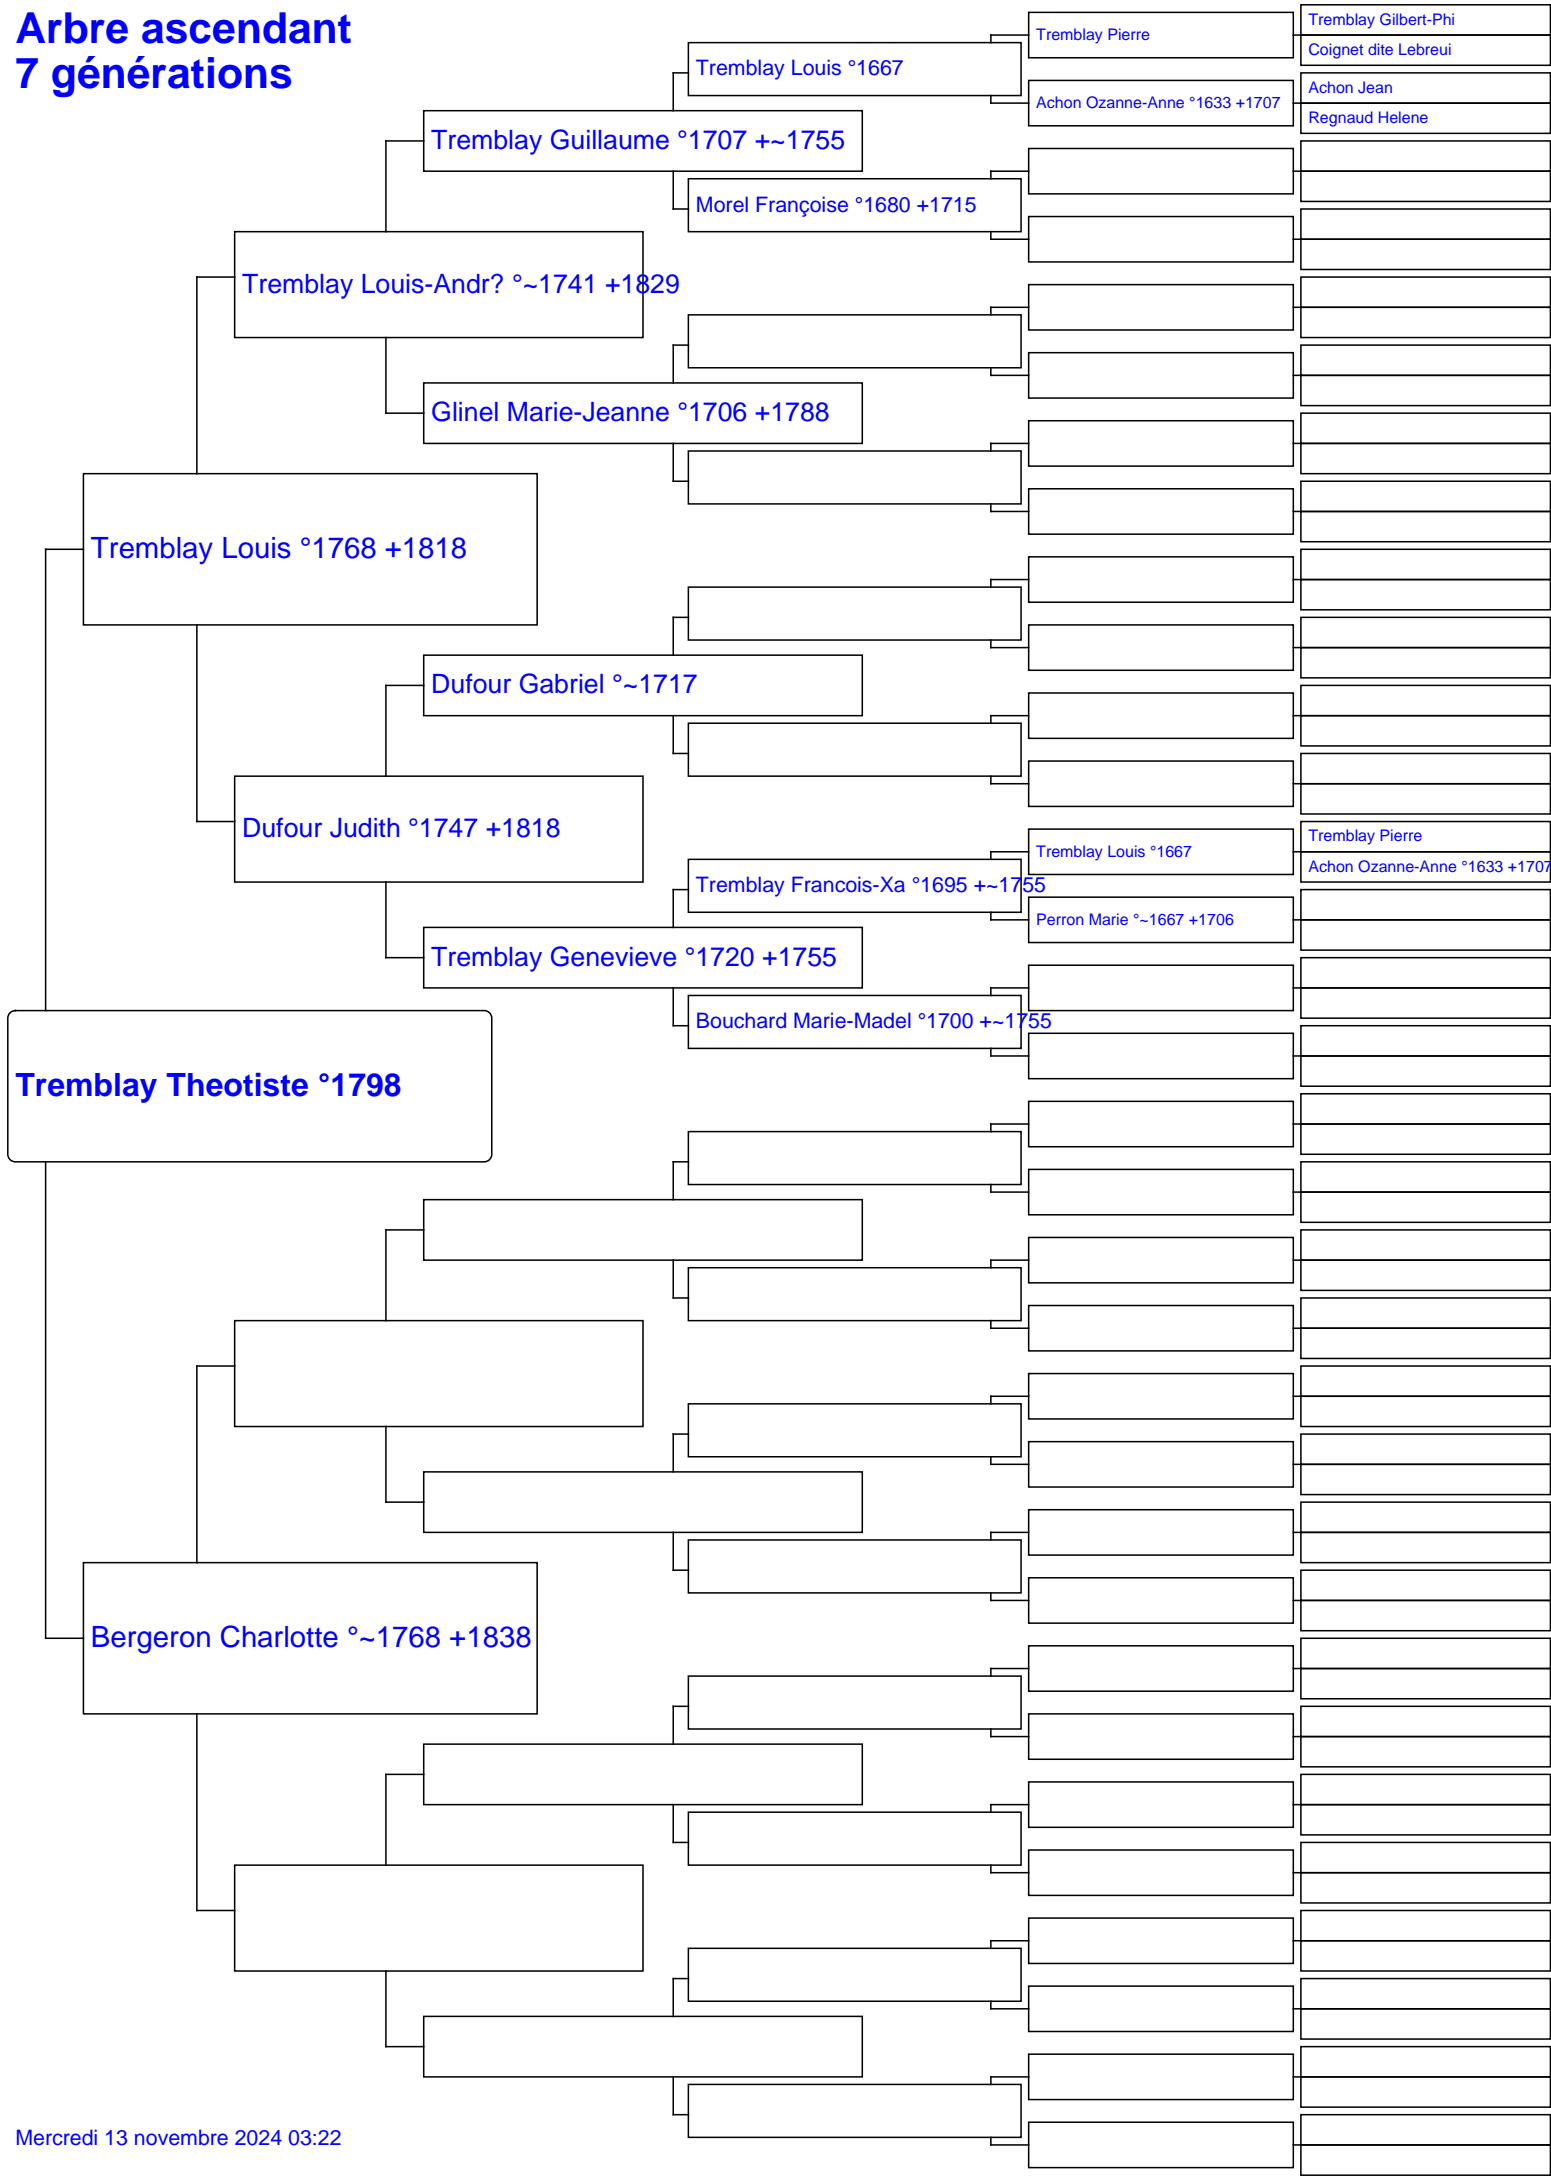 Arbre ascendant
7 générations
Tremblay Pierre
Tremblay Gilbert-Phi
Coignet dite Lebreui
Tremblay Louis °1667
Achon Ozanne-Anne °1633 +1707
Achon Jean
Regnaud Helene
Tremblay Guillaume °1707 +~1755
Morel Françoise °1680 +1715
Tremblay Louis-Andr? °~1741 +1829
Glinel Marie-Jeanne °1706 +1788
Tremblay Louis °1768 +1818
Dufour Gabriel °~1717
Dufour Judith °1747 +1818
Tremblay Louis °1667
Tremblay Pierre
Achon Ozanne-Anne °1633 +1707
Tremblay Francois-Xa °1695 +~1755
Perron Marie °~1667 +1706
Tremblay Genevieve °1720 +1755
Bouchard Marie-Madel °1700 +~1755
Tremblay Theotiste °1798
Bergeron Charlotte °~1768 +1838
Mercredi 13 novembre 2024 03:22